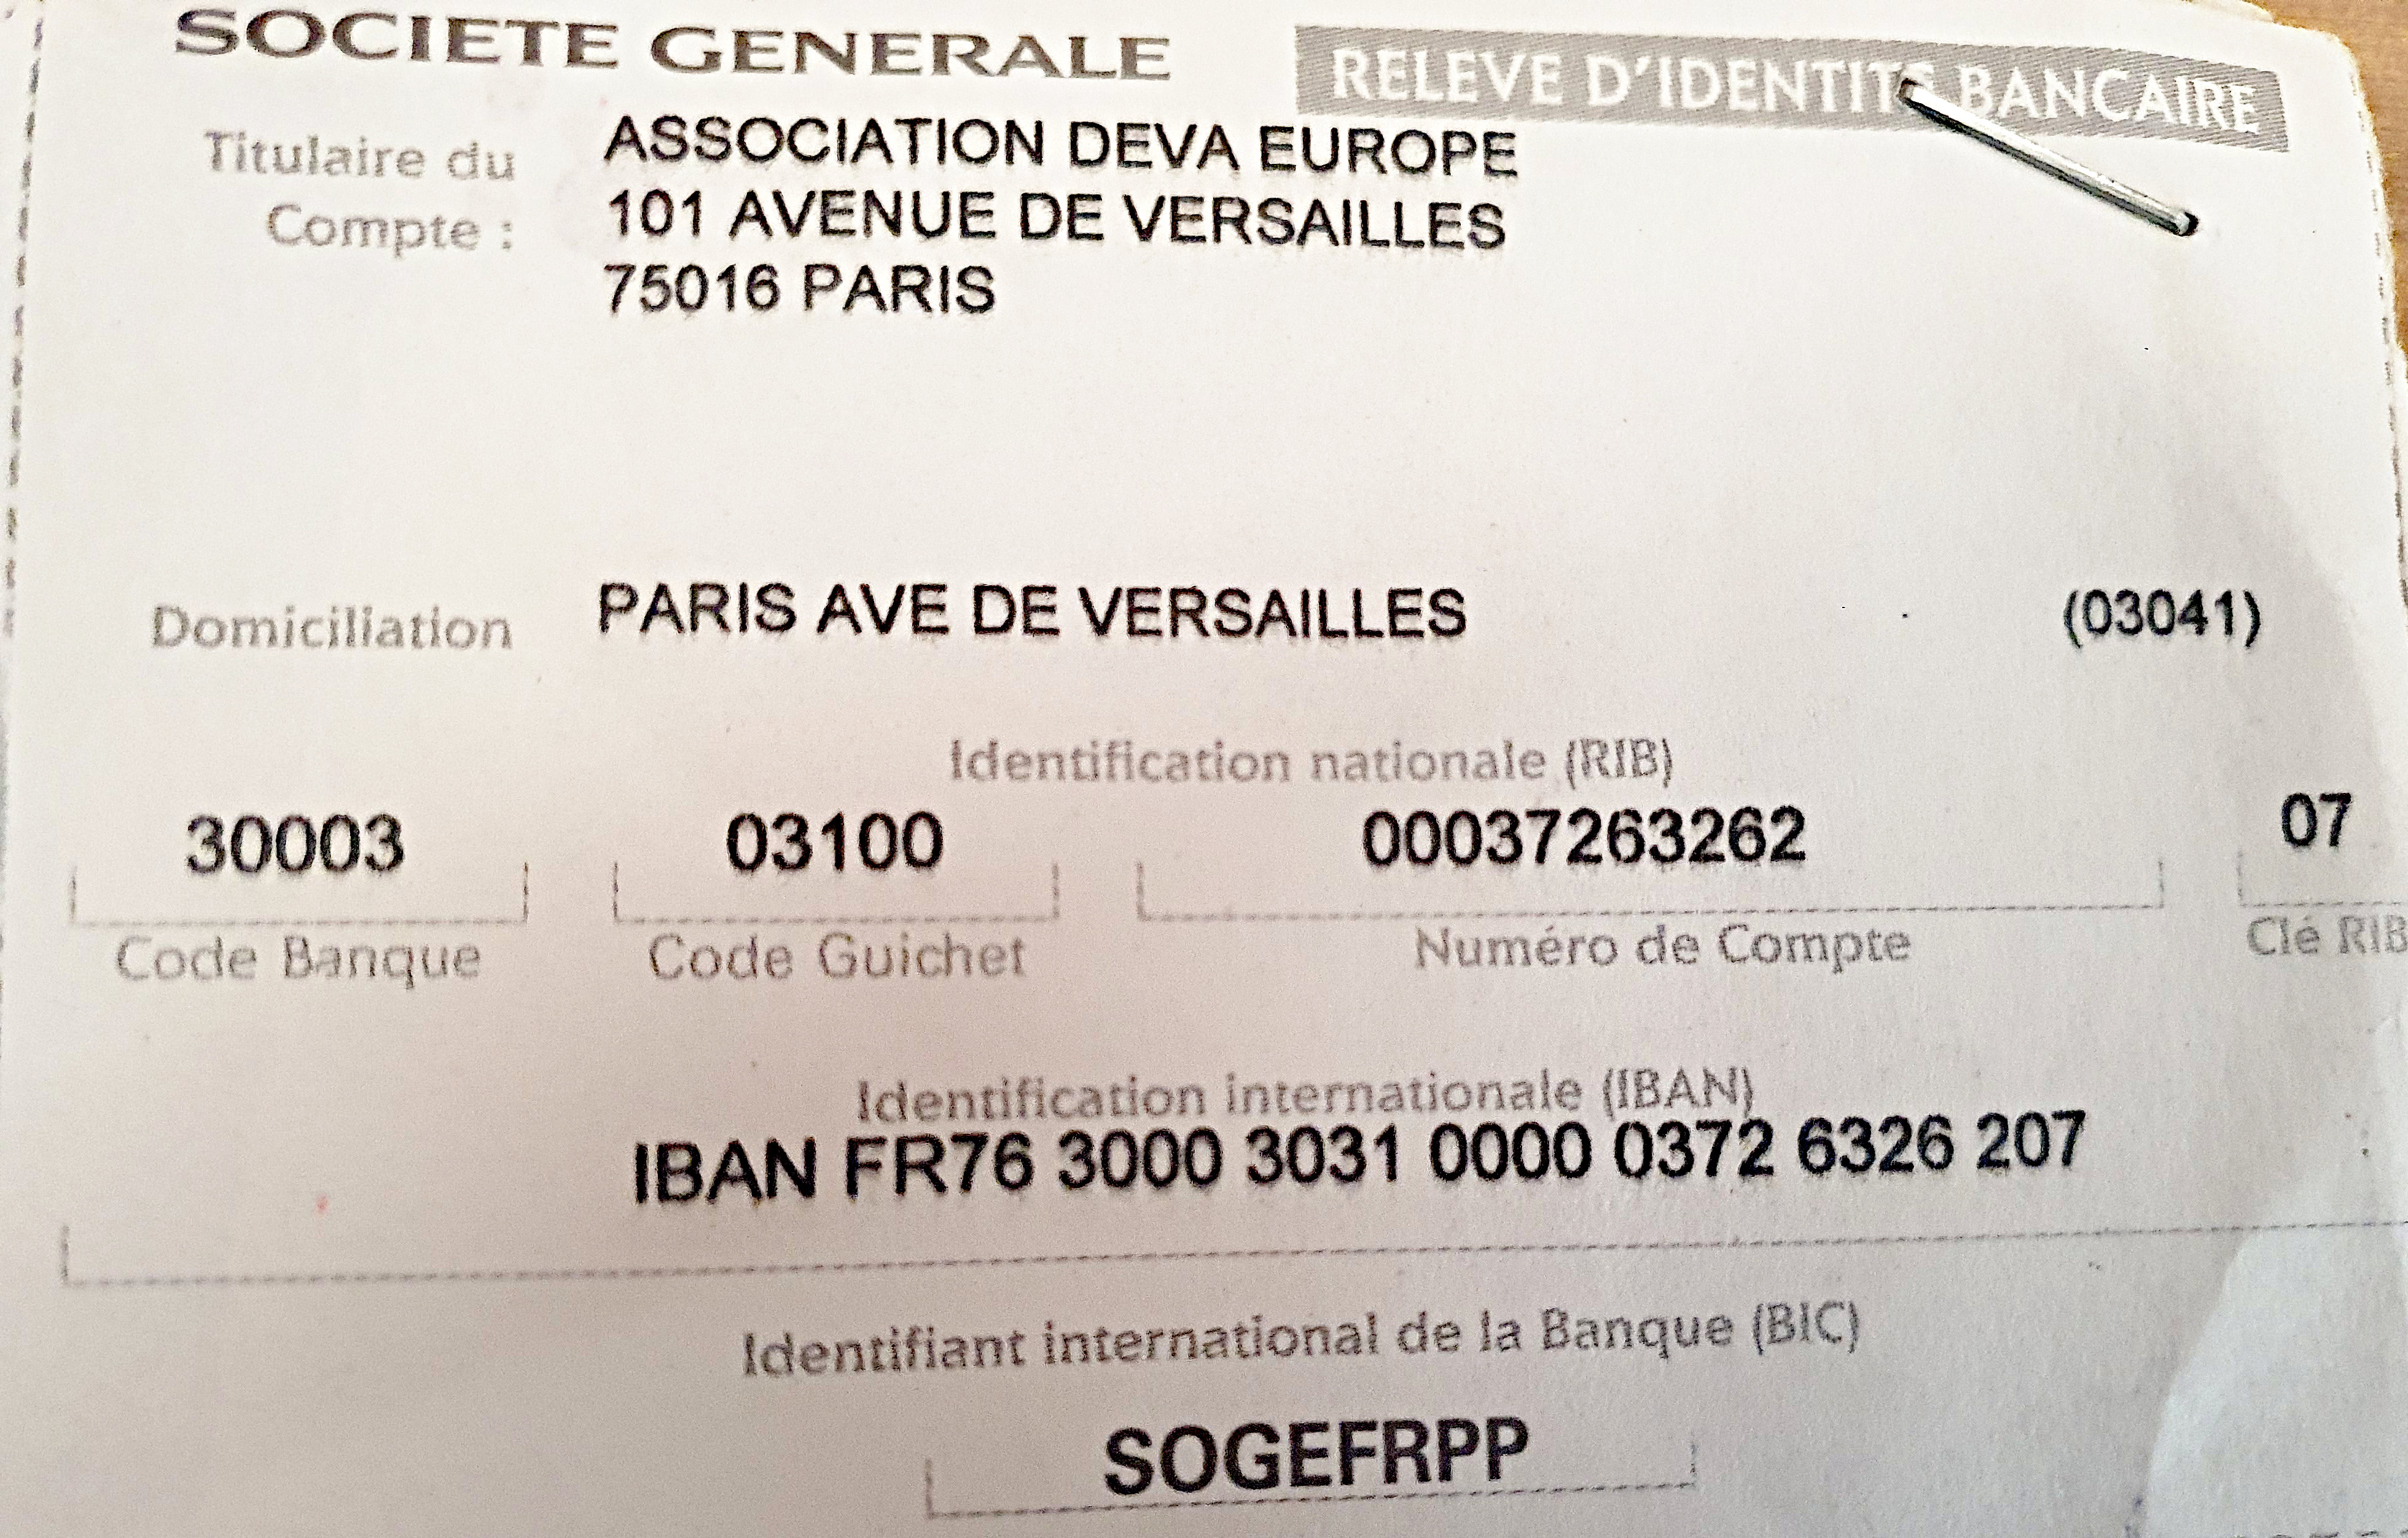 SOCIETE GENERALE
RELEVE D'IDENTITE BANCAIRE
Titulaire du Compte :
ASSOCIATION DEVA EUROPE
101 AVENUE DE VERSAILLES
75016 PARIS
Domiciliation PARIS AVE DE VERSAILLES (03041)
Identification nationale (RIB)
30003 03100 00037263262 07
Code Banque Code Guichet Numéro de Compte Clé RIB
Identification internationale (IBAN)
IBAN FR76 3000 3031 0000 0372 6326 207
Identifiant international de la Banque (BIC)
SOGEFRPP